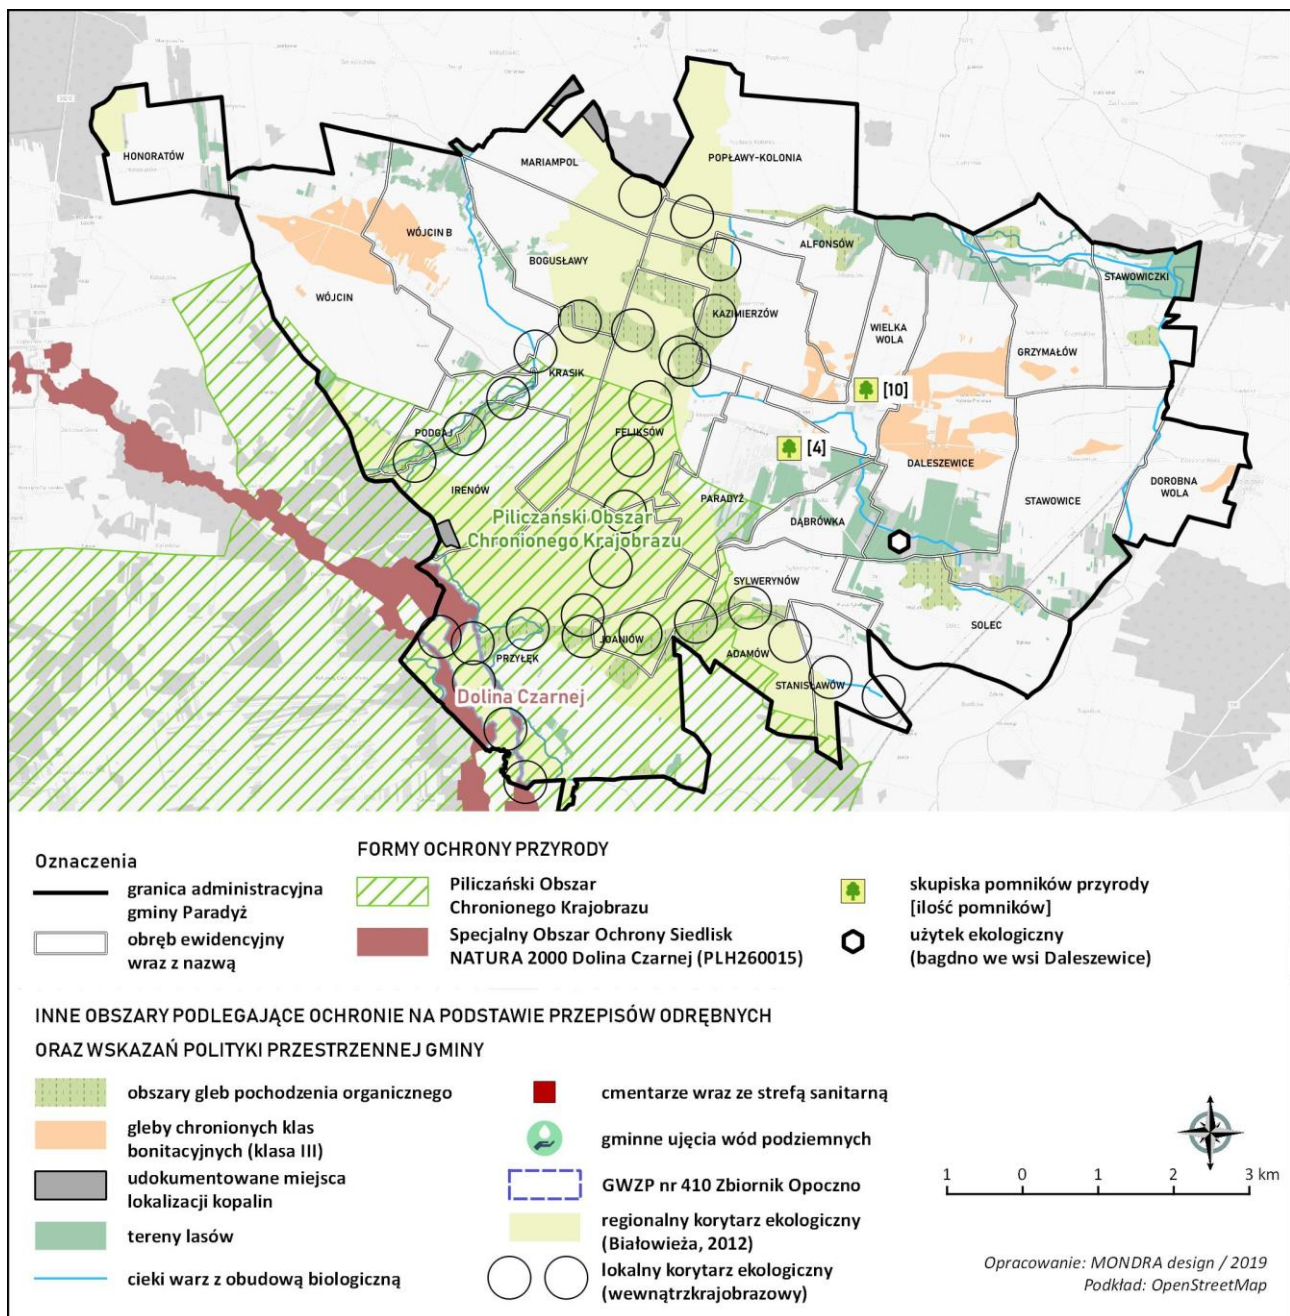 HONORATÓW
MARIAMPOL
POPŁAWY-KOLONIA
WÓJCIN B
BOGUSŁAWY
ALFONSÓW
STAWOWICZKI
WÓJCIN
KAZIMIERZÓW
WIELKA
WOLA
GRZYMAŁÓW
KRASIK
[10]
PODGAJ
FELIKSÓW
[4]
DALESZEWICE
IRENÓW
PARADYŻ
STAWOWICE
DOROBNA
WOLA
Piliczański Obszar
Chronionego Krajobrazu
DĄBRÓWKA
SYLWERYNÓW
SOLEC
JOANIÓW
PRZYŁĘK
ADAMÓW
STANISŁAWÓW
Dolina Czarnej
Oznaczenia
granica administracyjna
gminy Paradyż
obręb ewidencyjny
wraz z nazwą
FORMY OCHRONY PRZYRODY
Piliczański Obszar
Chronionego Krajobrazu
Specjalny Obszar Ochrony Siedlisk
NATURA 2000 Dolina Czarnej (PLH260015)
skupiska pomników przyrody
[ilość pomników]
użytek ekologiczny
(bagdno we wsi Daleszewice)
INNE OBSZARY PODLEGAJĄCE OCHRONIE NA PODSTAWIE PRZEPISÓW ODRĘBNYCH
ORAZ WSKAZAŃ POLITYKI PRZESTRZENNEJ GMINY
obszary gleb pochodzenia organicznego
gleby chronionych klas
bonitacyjnych (klasa III)
udokumentowane miejsca
lokalizacji kopalin
tereny lasów
cieki warz z obudową biologiczną
cmentarze wraz ze strefą sanitarną
gminne ujęcia wód podziemnych
GWZP nr 410 Zbiornik Opoczno
regionalny korytarz ekologiczny
(Białowieża, 2012)
lokalny korytarz ekologiczny
(wewnątrzkrajobrazowy)
1 0 1 2 3 km
Opracowanie: MONDRA design / 2019
Podkład: OpenStreetMap